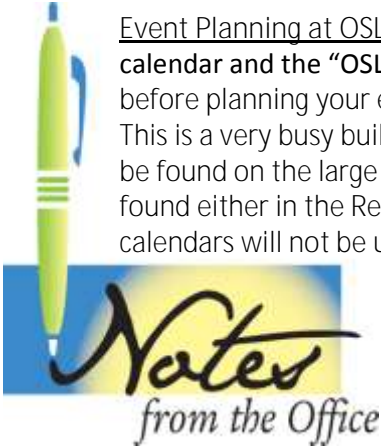 Event Planning at OSL
calendar and the “OSL
before planning your e
This is a very busy buil
be found on the large
found either in the Re
calendars will not be u
Notes
from the Office